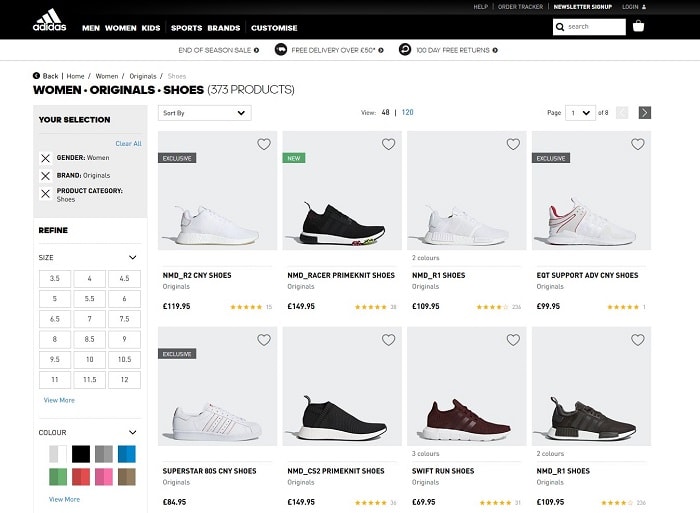 HELP ORDER TRACKER NEWSLETTER SIGNUP LOGIN
adidas
MEN WOMEN KIDS SPORTS BRANDS CUSTOMISE
search
END OF SEASON SALE FREE DELIVERY OVER £50* 100 DAY FREE RETURNS
Back | Home / Women / Originals / Shoes
WOMEN · ORIGINALS · SHOES (373 PRODUCTS)
YOUR SELECTION
Clear All
GENDER: Women
BRAND: Originals
PRODUCT CATEGORY:
Shoes
REFINE
SIZE
3.5 4 4.5
5 5.5 6
6.5 7 7.5
8 8.5 9
9.5 10 10.5
11 11.5 12
View More
COLOUR
View More
Sort By
View: 48 | 120
Page 1 of 8
EXCLUSIVE
NMD_R2 CNY SHOES
Originals
£119.95
15
NEW
NMD_RACER PRIMEKNIT SHOES
Originals
£149.95
38
2 colours
NMD_R1 SHOES
Originals
£109.95
236
EXCLUSIVE
EQT SUPPORT ADV CNY SHOES
Originals
£99.95
1
EXCLUSIVE
SUPERSTAR 80S CNY SHOES
Originals
£84.95
NMD_CS2 PRIMEKNIT SHOES
Originals
£149.95
36
3 colours
SWIFT RUN SHOES
Originals
£69.95
31
2 colours
NMD_R1 SHOES
Originals
£109.95
236